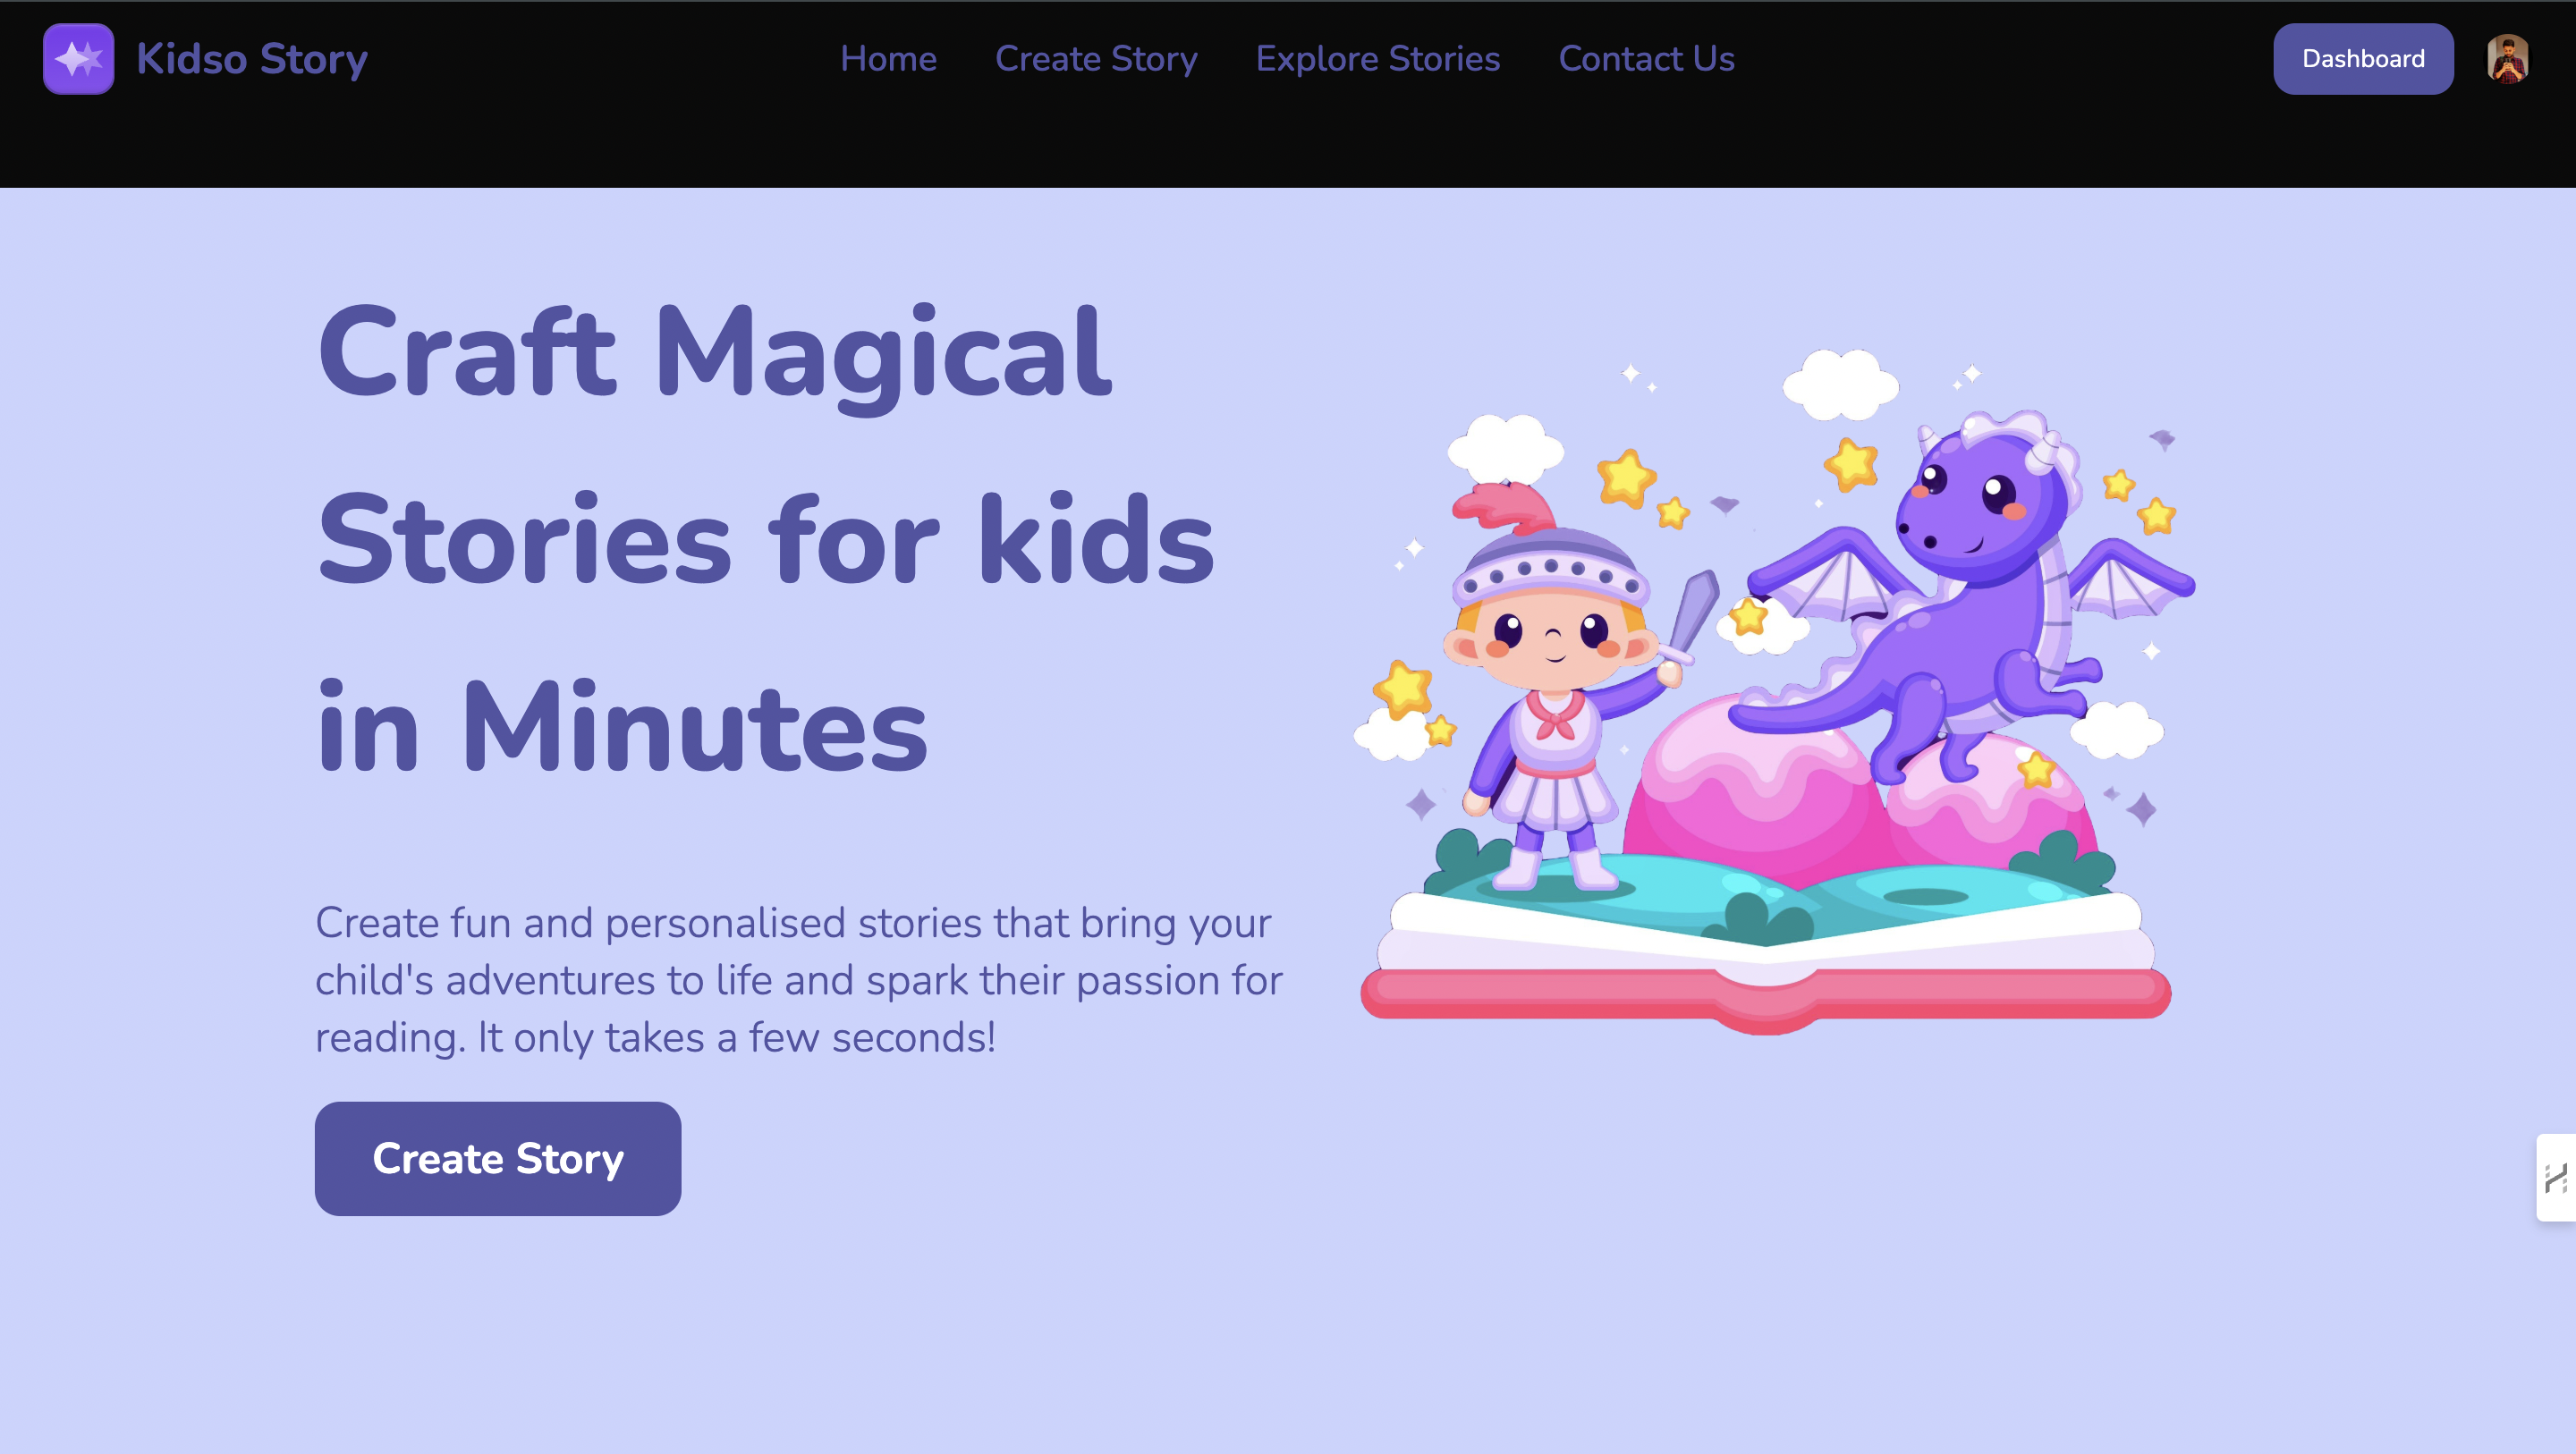 Kidso Story
Home
Create Story
Explore Stories
Contact Us
Dashboard
Craft Magical
Stories for kids
in Minutes
Create fun and personalised stories that bring your
child's adventures to life and spark their passion for
reading. It only takes a few seconds!
Create Story